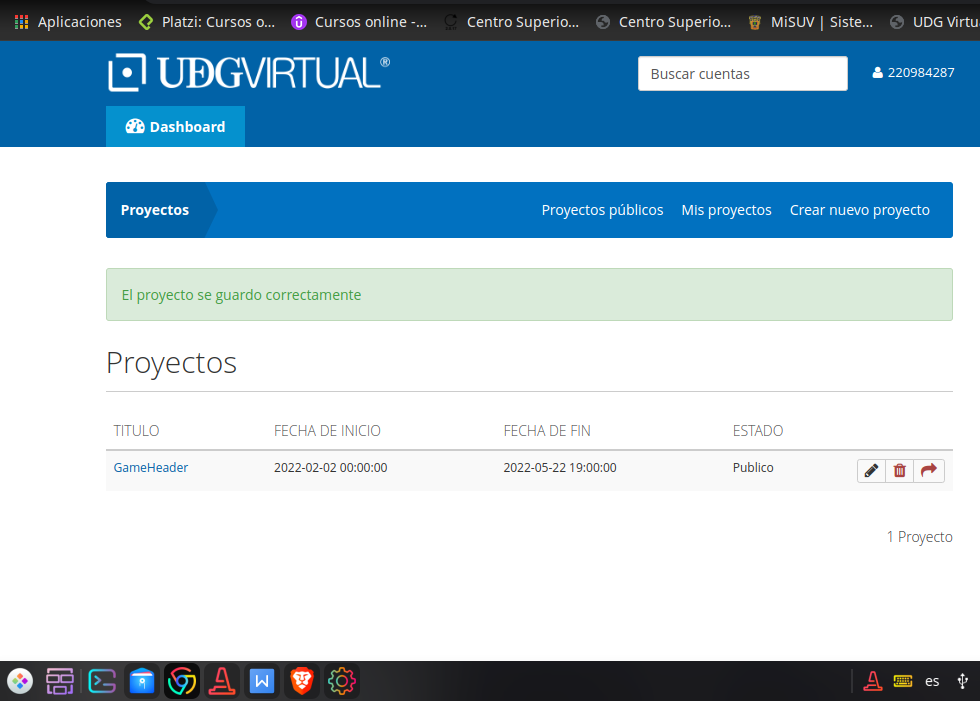 Aplicaciones Platzi: Cursos o... Cursos online -... Centro Superio... Centro Superio... MiSUV | Siste... UDG Virtu
UDGVIRTUAL® Buscar cuentas 220984287
Dashboard
Proyectos Proyectos públicos Mis proyectos Crear nuevo proyecto
El proyecto se guardo correctamente
Proyectos
TITULO FECHA DE INICIO FECHA DE FIN ESTADO
GameHeader 2022-02-02 00:00:00 2022-05-22 19:00:00 Publico
1 Proyecto
es